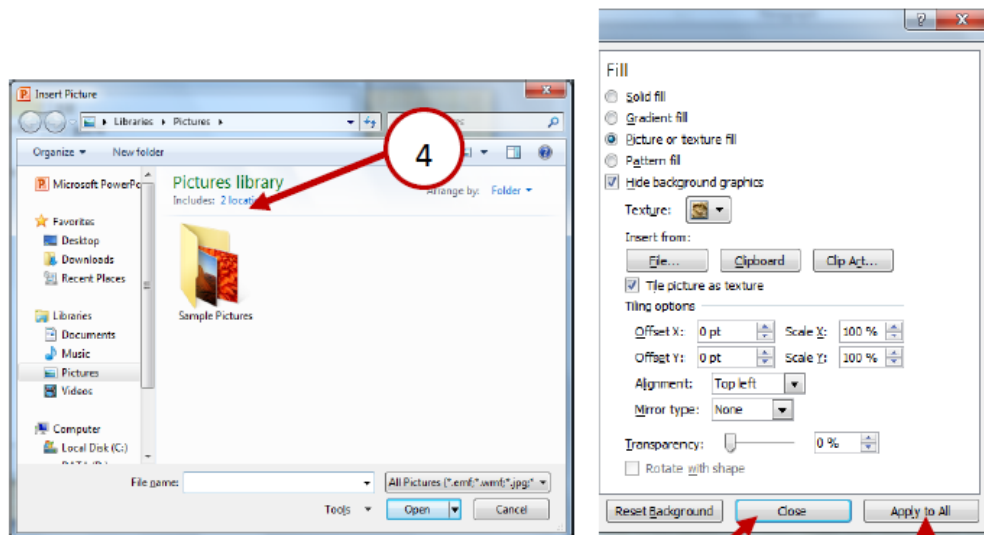 Insert Picture
Libraries Pictures
Organize New folder
4
Microsoft PowerPo
Favorites
Desktop
Downloads
Recent Places
Libraries
Documents
Music
Pictures
Videos
Computer
Local Disk (C:)
Pictures library
Includes: 2 locatio
Arrange by: Folder
Sample Pictures
File name:
All Pictures (*.emf;*.wmf;*.jpg;*
Tools Open Cancel
Fill
Solid fill
Gradient fill
Picture or texture fill
Pattern fill
Hide background graphics
Texture:
Insert from:
File... Clipboard Clip Art...
Tile picture as texture
Tiling options
Offset X: 0 pt Scale X: 100 %
Offset Y: 0 pt Scale Y: 100 %
Alignment: Top left
Mirror type: None
Transparency: 0 %
Rotate with shape
Reset Background Close Apply to All